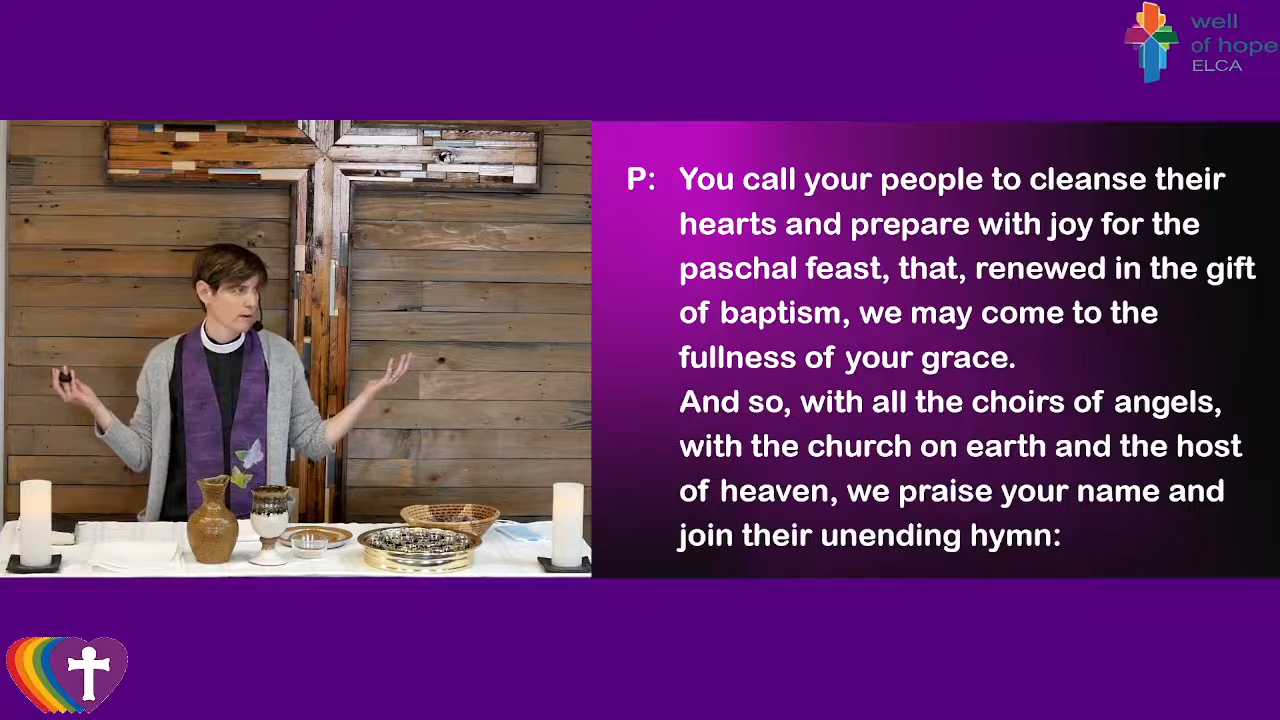 well
of hope
ELCA
P: You call your people to cleanse their
hearts and prepare with joy for the
paschal feast, that, renewed in the gift
of baptism, we may come to the
fullness of your grace.
And so, with all the choirs of angels,
with the church on earth and the host
of heaven, we praise your name and
join their unending hymn: